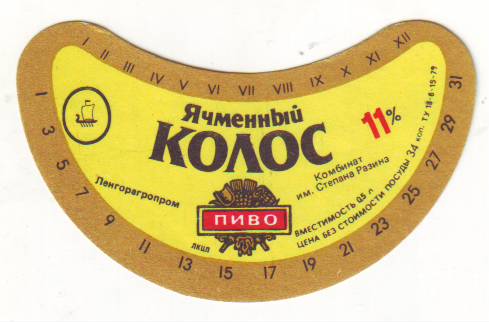 I II III IV V VI VII VIII IX X XI XII
Ячменный
КОЛОС
11%
Комбинат
им. Степана Разина
Ленгорагропром
ПИВО
ЛКЦП
ВМЕСТИМОСТЬ 0,5 л
ЦЕНА БЕЗ СТОИМОСТИ ПОСУДЫ 34 коп. ТУ 18-6-15-79
1 3 5 7 9 11 13 15 17 19 21 23 25 27 29 31